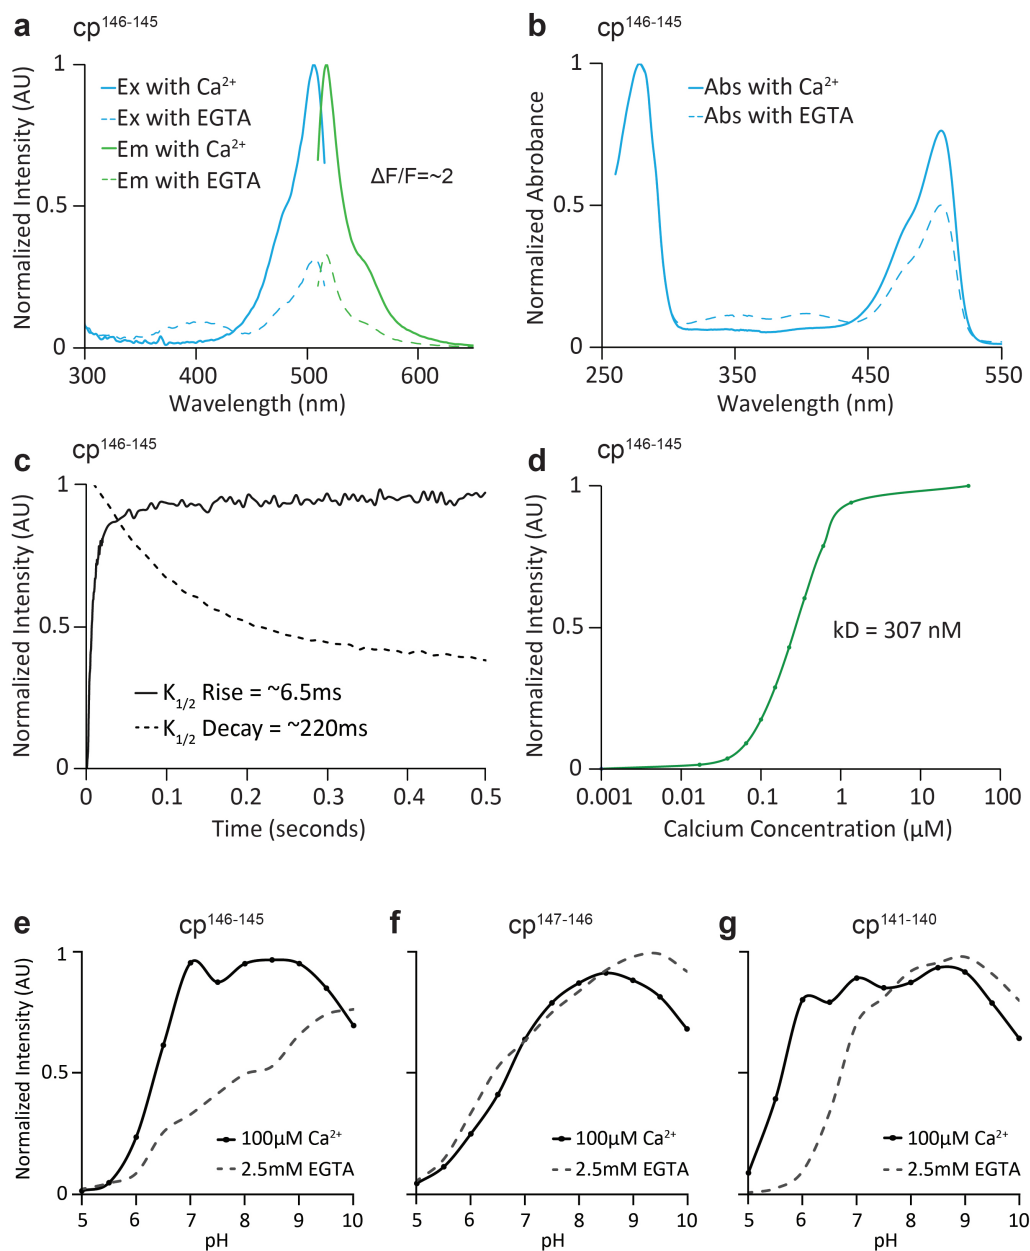 a
cp¹⁴⁶⁻¹⁴⁵
Normalized Intensity (AU)
1
0.5
0
Ex with Ca²⁺
Ex with EGTA
Em with Ca²⁺
Em with EGTA
ΔF/F=~2
300
400
500
600
Wavelength (nm)
b
cp¹⁴⁶⁻¹⁴⁵
Normalized Abrobance
1
0.5
0
Abs with Ca²⁺
Abs with EGTA
250
350
450
550
Wavelength (nm)
c
cp¹⁴⁶⁻¹⁴⁵
Normalized Intensity (AU)
1
0.5
0
K₁/₂ Rise = ~6.5ms
K₁/₂ Decay = ~220ms
0
0.1
0.2
0.3
0.4
0.5
Time (seconds)
d
cp¹⁴⁶⁻¹⁴⁵
Normalized Intensity (AU)
1
0.5
0
kD = 307 nM
0.001
0.01
0.1
1
10
100
Calcium Concentration (µM)
e
cp¹⁴⁶⁻¹⁴⁵
Normalized Intensity (AU)
1
0.5
0
100µM Ca²⁺
2.5mM EGTA
5
6
7
8
9
10
pH
f
cp¹⁴⁷⁻¹⁴⁶
100µM Ca²⁺
2.5mM EGTA
5
6
7
8
9
10
pH
g
cp¹⁴¹⁻¹⁴⁰
100µM Ca²⁺
2.5mM EGTA
5
6
7
8
9
10
pH